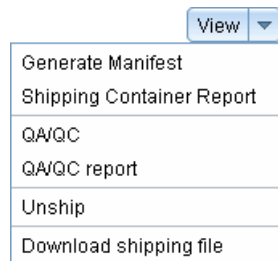 View
Generate Manifest
Shipping Container Report
QA/QC
QA/QC report
Unship
Download shipping file